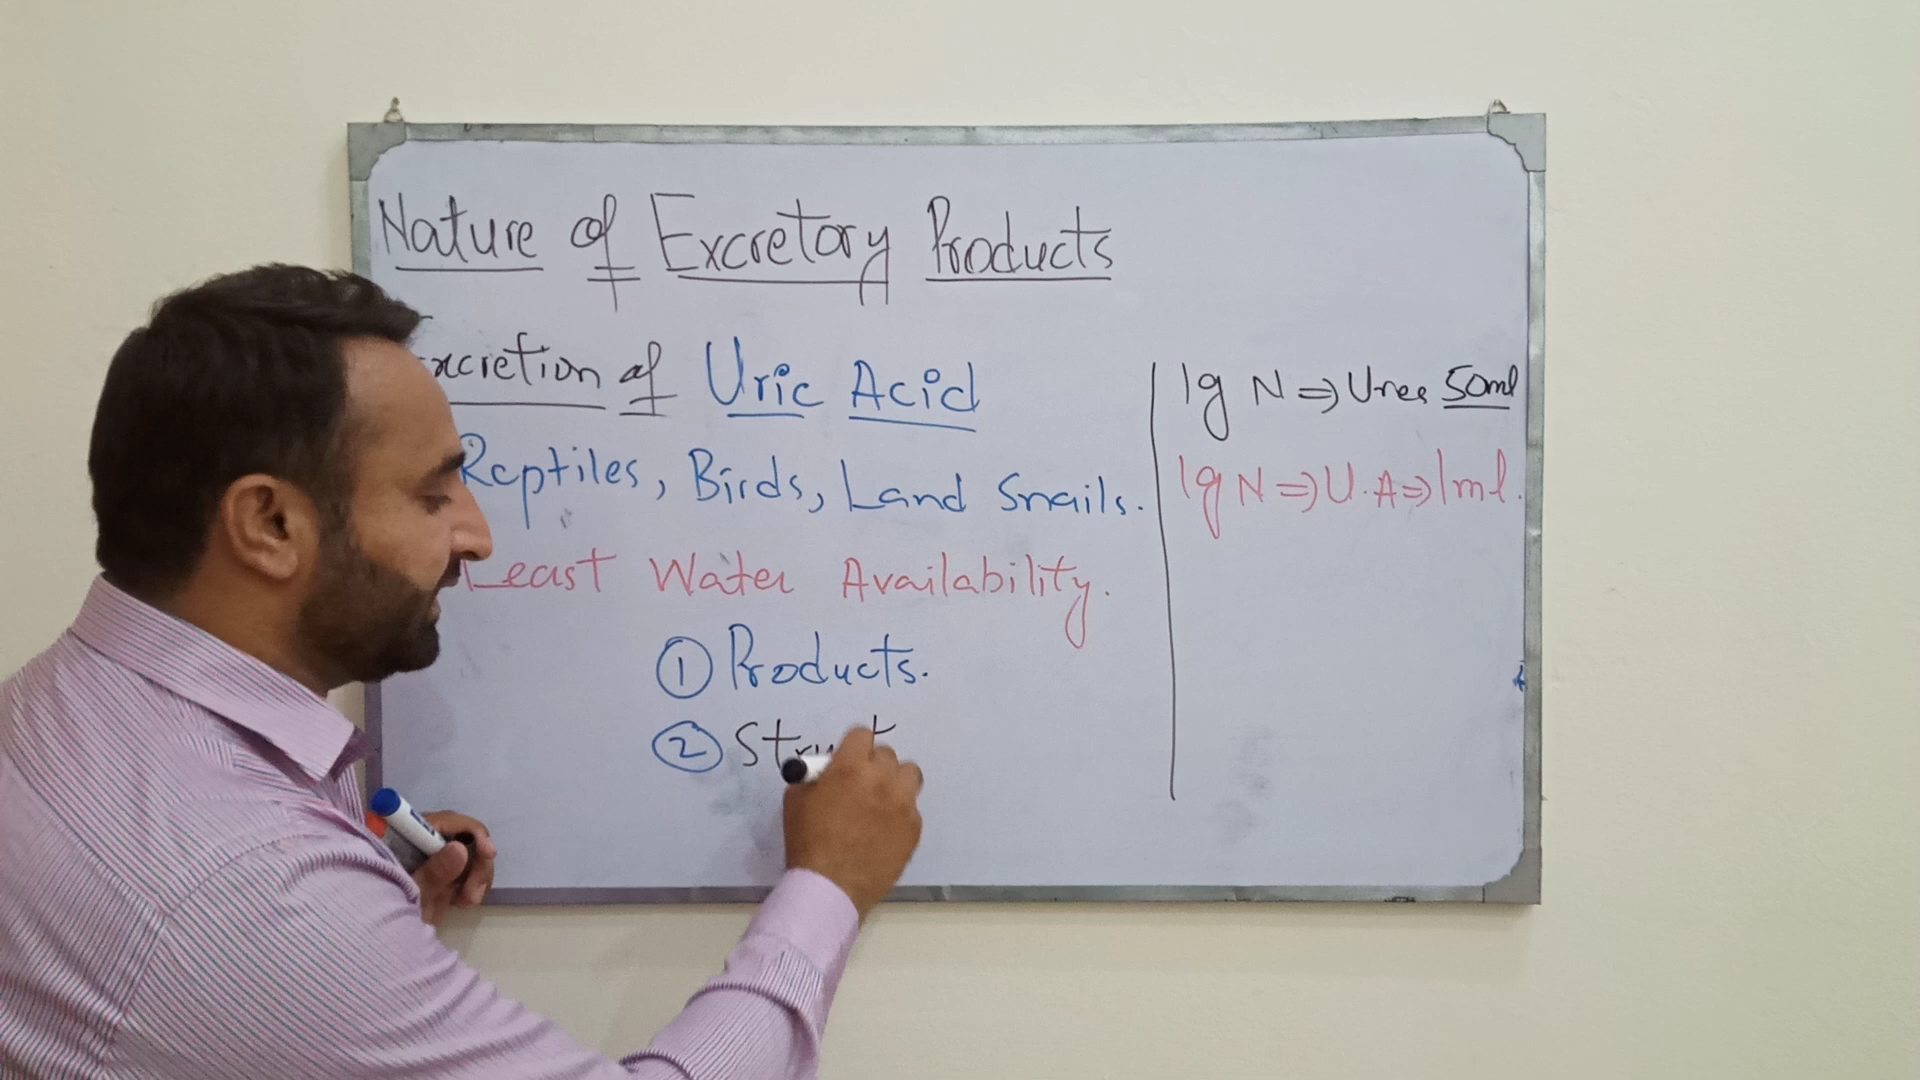 Nature of Excretory Products
Excretion of Uric Acid
Reptiles, Birds, Land Snails.
Least Water Availability.
① Products.
② Struct
1g N ⇒ Urea 50ml
1g N ⇒ U.A ⇒ 1ml.